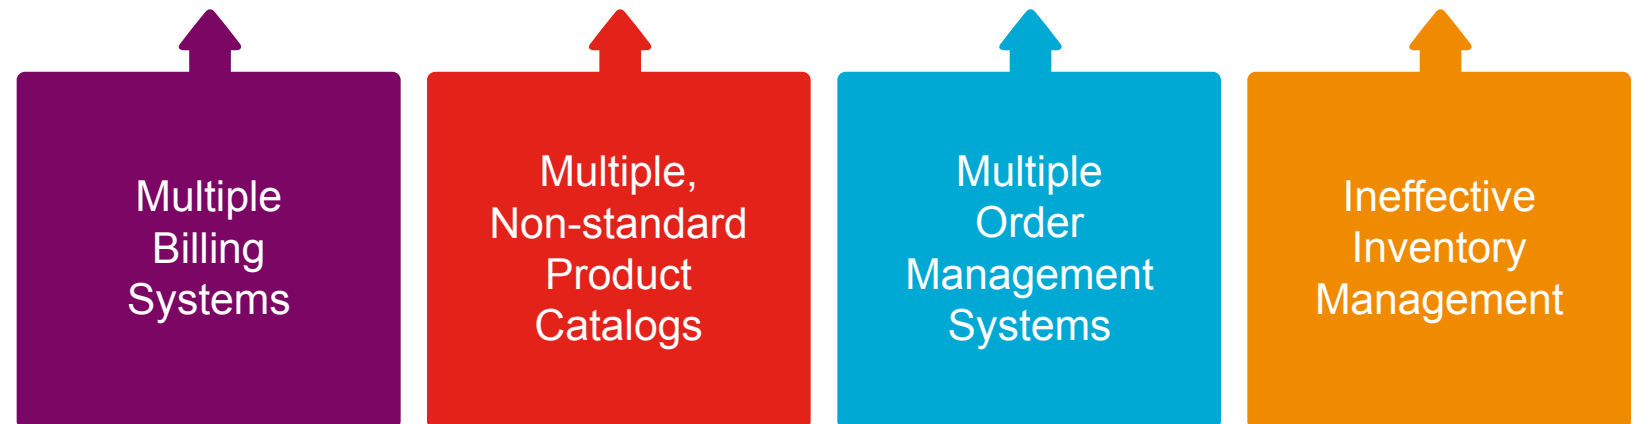 Multiple
Billing
Systems
Multiple,
Non-standard
Product
Catalogs
Multiple
Order
Management
Systems
Ineffective
Inventory
Management